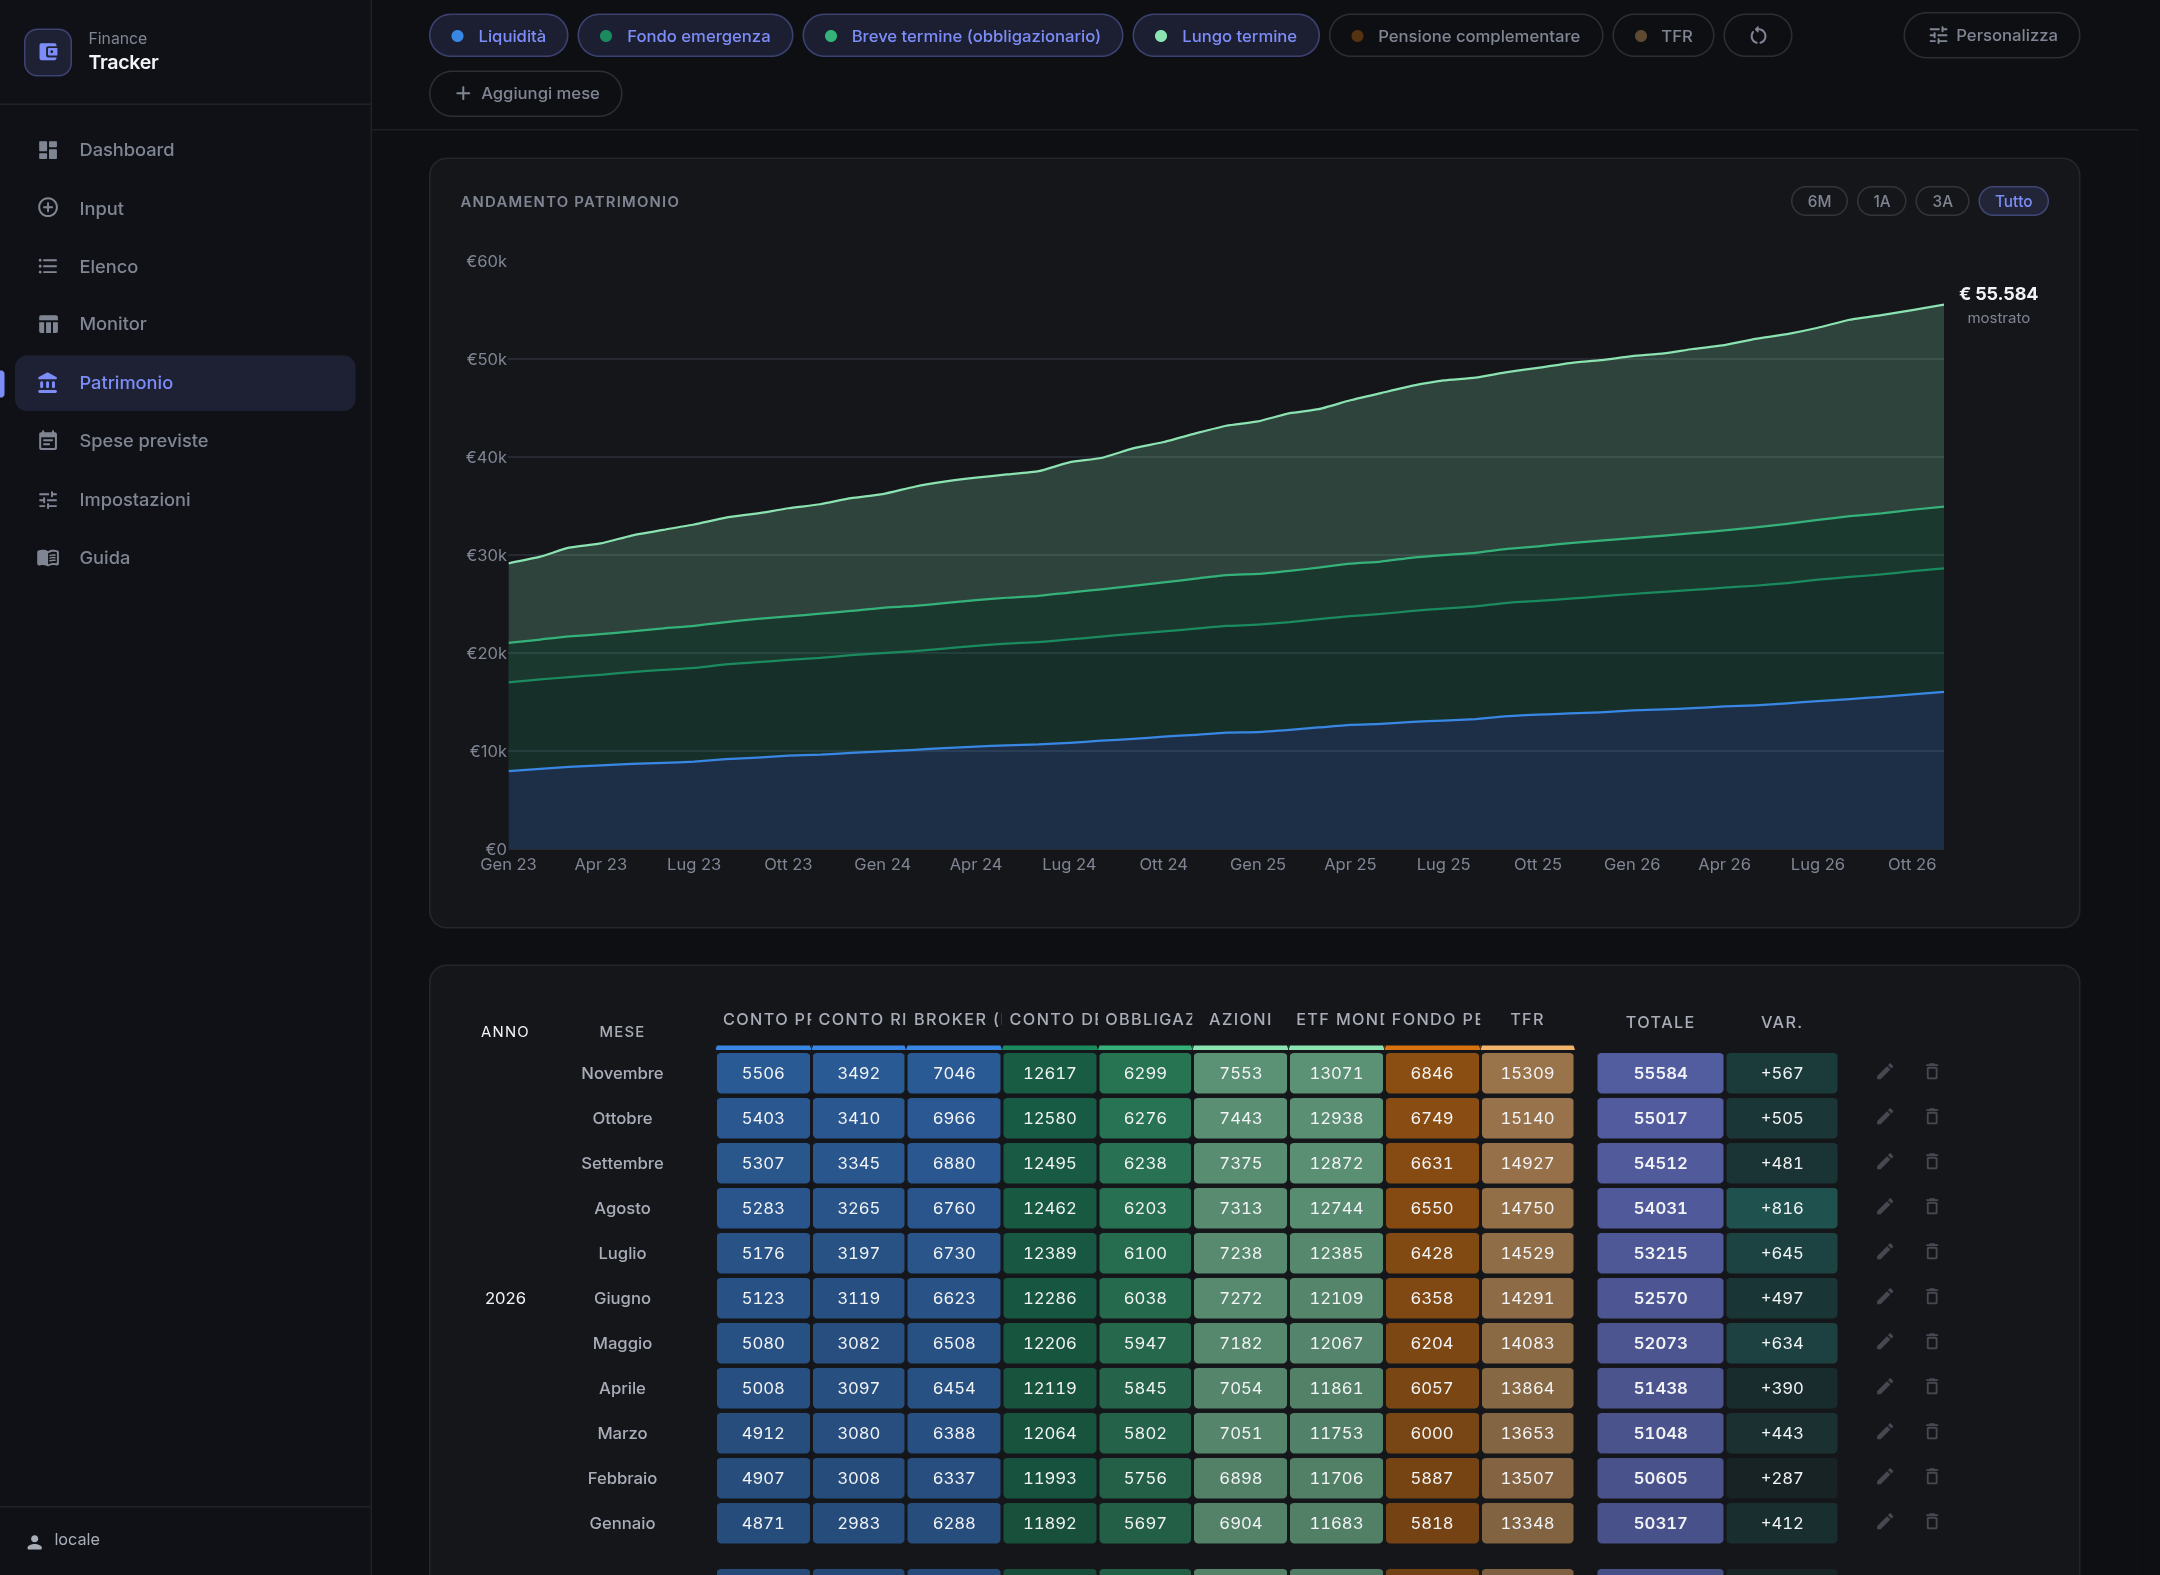 Finance
Tracker
Dashboard
Input
Elenco
Monitor
Patrimonio
Spese previste
Impostazioni
Guida
locale
Liquidità
Fondo emergenza
Breve termine (obbligazionario)
Lungo termine
Pensione complementare
TFR
Personalizza
Aggiungi mese
ANDAMENTO PATRIMONIO
6M 1A 3A Tutto
€60k
€50k
€40k
€30k
€20k
€10k
€0
€ 55.584
mostrato
Gen 23 Apr 23 Lug 23 Ott 23 Gen 24 Apr 24 Lug 24 Ott 24 Gen 25 Apr 25 Lug 25 Ott 25 Gen 26 Apr 26 Lug 26 Ott 26
ANNO MESE CONTO PF CONTO RI BROKER ( CONTO DE OBBLIGAZ AZIONI ETF MOND FONDO PE TFR TOTALE VAR.
Novembre 5506 3492 7046 12617 6299 7553 13071 6846 15309 55584 +567
Ottobre 5403 3410 6966 12580 6276 7443 12938 6749 15140 55017 +505
Settembre 5307 3345 6880 12495 6238 7375 12872 6631 14927 54512 +481
Agosto 5283 3265 6760 12462 6203 7313 12744 6550 14750 54031 +816
Luglio 5176 3197 6730 12389 6100 7238 12385 6428 14529 53215 +645
2026 Giugno 5123 3119 6623 12286 6038 7272 12109 6358 14291 52570 +497
Maggio 5080 3082 6508 12206 5947 7182 12067 6204 14083 52073 +634
Aprile 5008 3097 6454 12119 5845 7054 11861 6057 13864 51438 +390
Marzo 4912 3080 6388 12064 5802 7051 11753 6000 13653 51048 +443
Febbraio 4907 3008 6337 11993 5756 6898 11706 5887 13507 50605 +287
Gennaio 4871 2983 6288 11892 5697 6904 11683 5818 13348 50317 +412